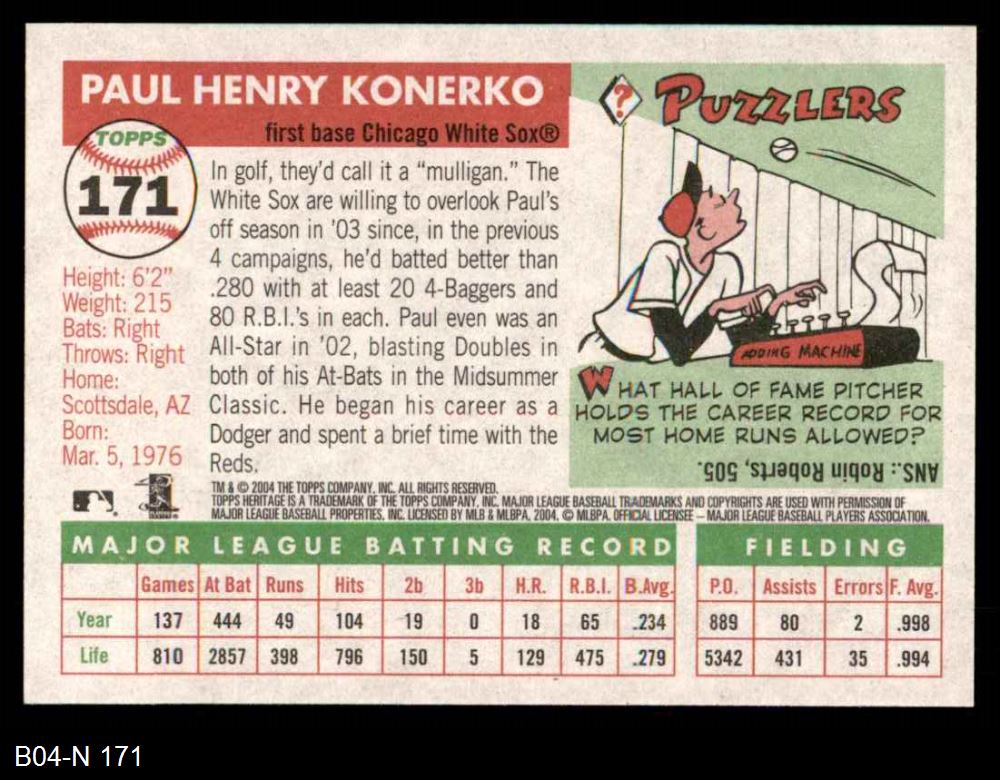 PAUL HENRY KONERKO
first base Chicago White Sox®
TOPPS
171
Height: 6'2"
Weight: 215
Bats: Right
Throws: Right
Home:
Scottsdale, AZ
Born:
Mar. 5, 1976
In golf, they'd call it a “mulligan.” The
White Sox are willing to overlook Paul's
off season in '03 since, in the previous
4 campaigns, he'd batted better than
.280 with at least 20 4-Baggers and
80 R.B.I.'s in each. Paul even was an
All-Star in '02, blasting Doubles in
both of his At-Bats in the Midsummer
Classic. He began his career as a
Dodger and spent a brief time with the
Reds.
? PUZZLERS
ADDING MACHINE
WHAT HALL OF FAME PITCHER
HOLDS THE CAREER RECORD FOR
MOST HOME RUNS ALLOWED?
ANS.: Robin Roberts, 505.
TM & © 2004 THE TOPPS COMPANY, INC. ALL RIGHTS RESERVED.
TOPPS HERITAGE IS A TRADEMARK OF THE TOPPS COMPANY, INC. MAJOR LEAGUE BASEBALL TRADEMARKS AND COPYRIGHTS ARE USED WITH PERMISSION OF
MAJOR LEAGUE BASEBALL PROPERTIES, INC. LICENSED BY MLB & MLBPA, 2004. © MLBPA. OFFICIAL LICENSEE – MAJOR LEAGUE BASEBALL PLAYERS ASSOCIATION.
MAJOR LEAGUE BATTING RECORD FIELDING
Games At Bat Runs Hits 2b 3b H.R. R.B.I. B.Avg. P.O. Assists Errors F. Avg.
Year 137 444 49 104 19 0 18 65 .234 889 80 2 .998
Life 810 2857 398 796 150 5 129 475 .279 5342 431 35 .994
B04-N 171